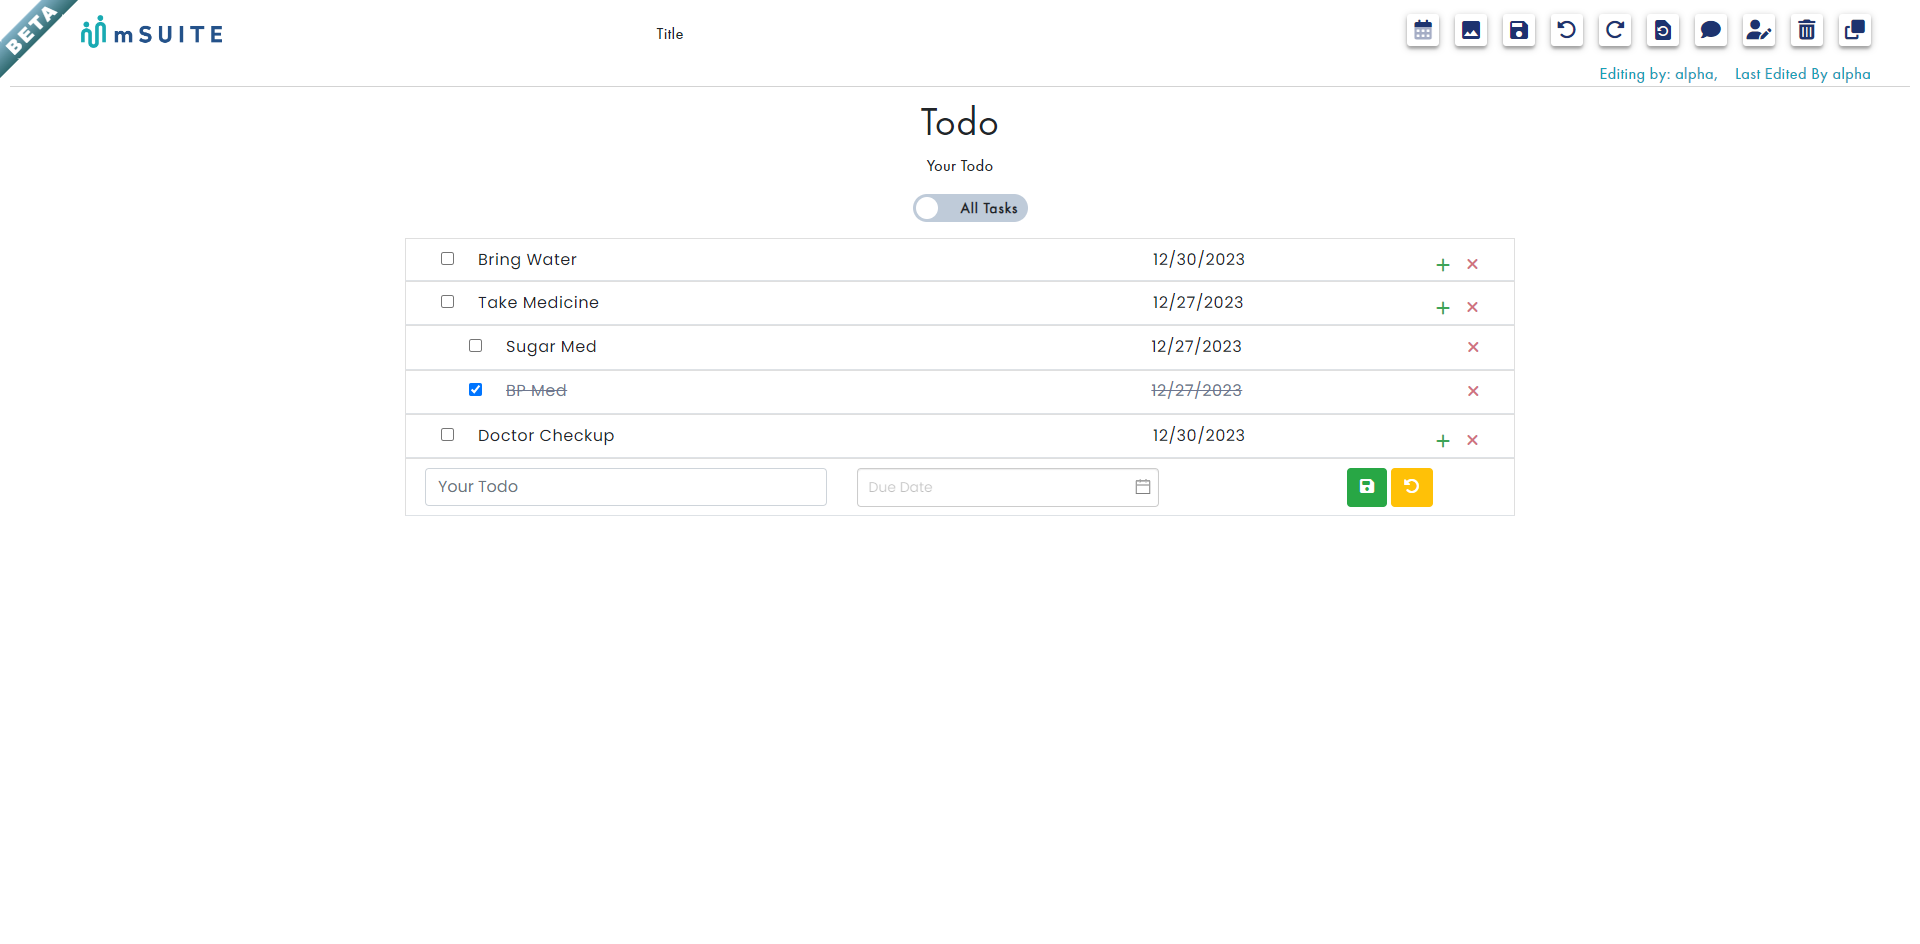 BETA
mSUITE
Title
Editing by: alpha, Last Edited By alpha
Todo
Your Todo
All Tasks
Bring Water 12/30/2023
Take Medicine 12/27/2023
Sugar Med 12/27/2023
BP Med 12/27/2023
Doctor Checkup 12/30/2023
Your Todo Due Date